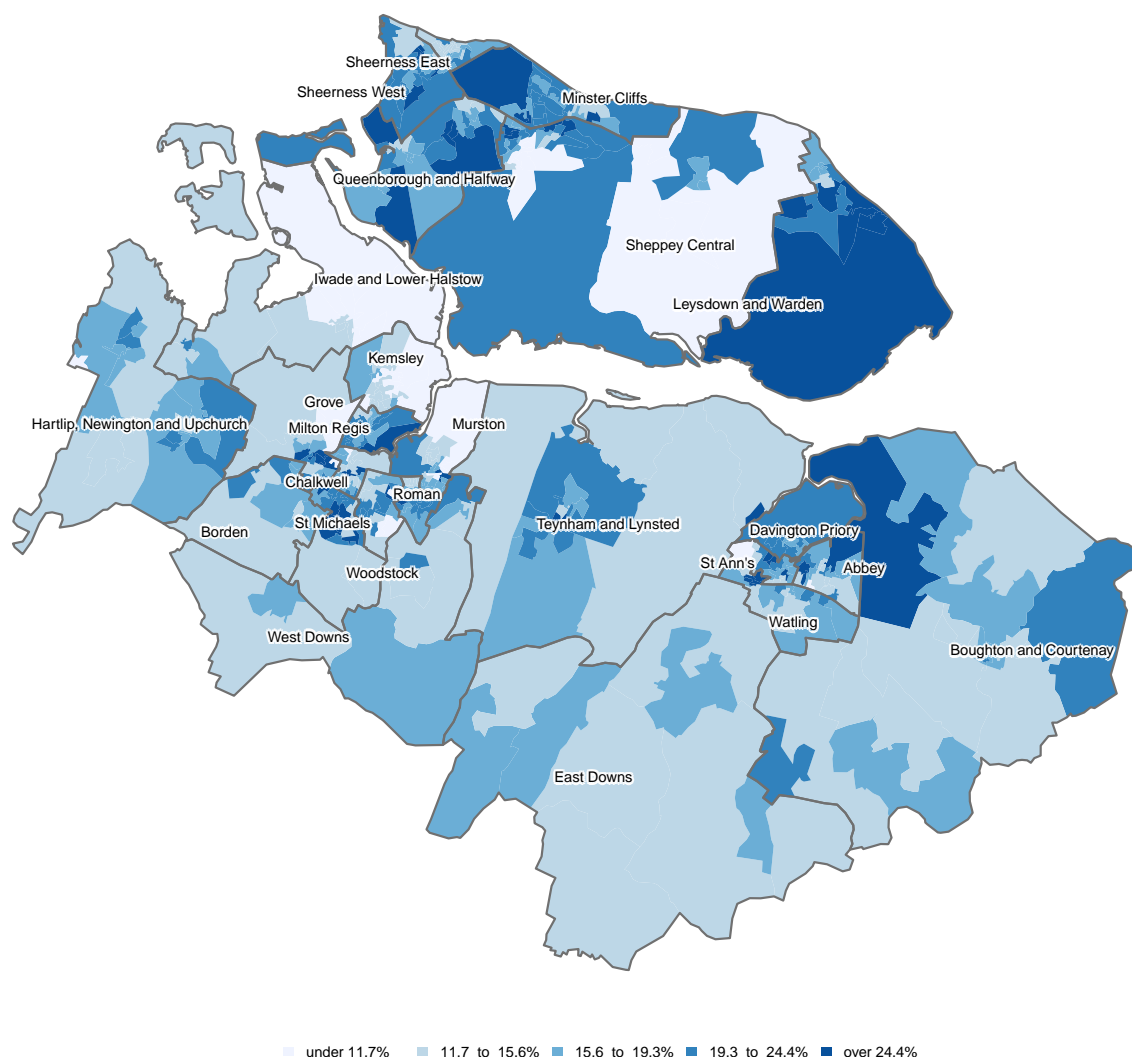 Sheerness East
Sheerness West
Minster Cliffs
Queenborough and Halfway
Sheppey Central
Iwade and Lower Halstow
Leysdown and Warden
Kemsley
Grove
Hartlip, Newington and Upchurch
Milton Regis
Murston
Chalkwell
Roman
St Michaels
Teynham and Lynsted
Davington Priory
Borden
St Ann's
Abbey
Woodstock
Watling
West Downs
Boughton and Courtenay
East Downs
under 11.7% 11.7 to 15.6% 15.6 to 19.3% 19.3 to 24.4% over 24.4%